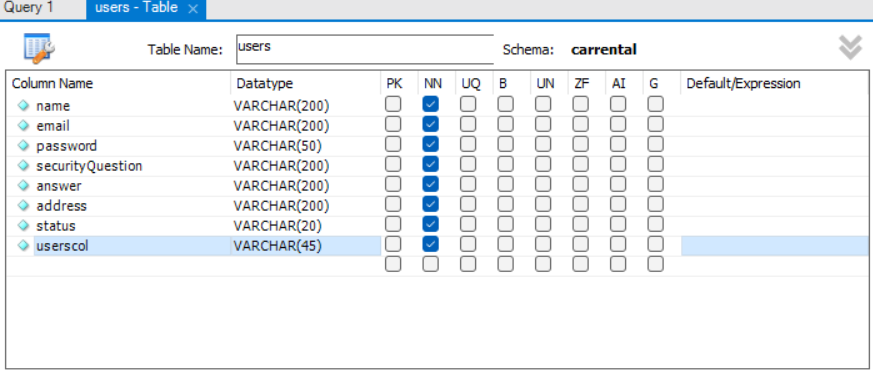 Query 1 users - Table ×
Table Name: users Schema: carrental
Column Name Datatype PK NN UQ B UN ZF AI G Default/Expression
name VARCHAR(200)
email VARCHAR(200)
password VARCHAR(50)
securityQuestion VARCHAR(200)
answer VARCHAR(200)
address VARCHAR(200)
status VARCHAR(20)
userscol VARCHAR(45)